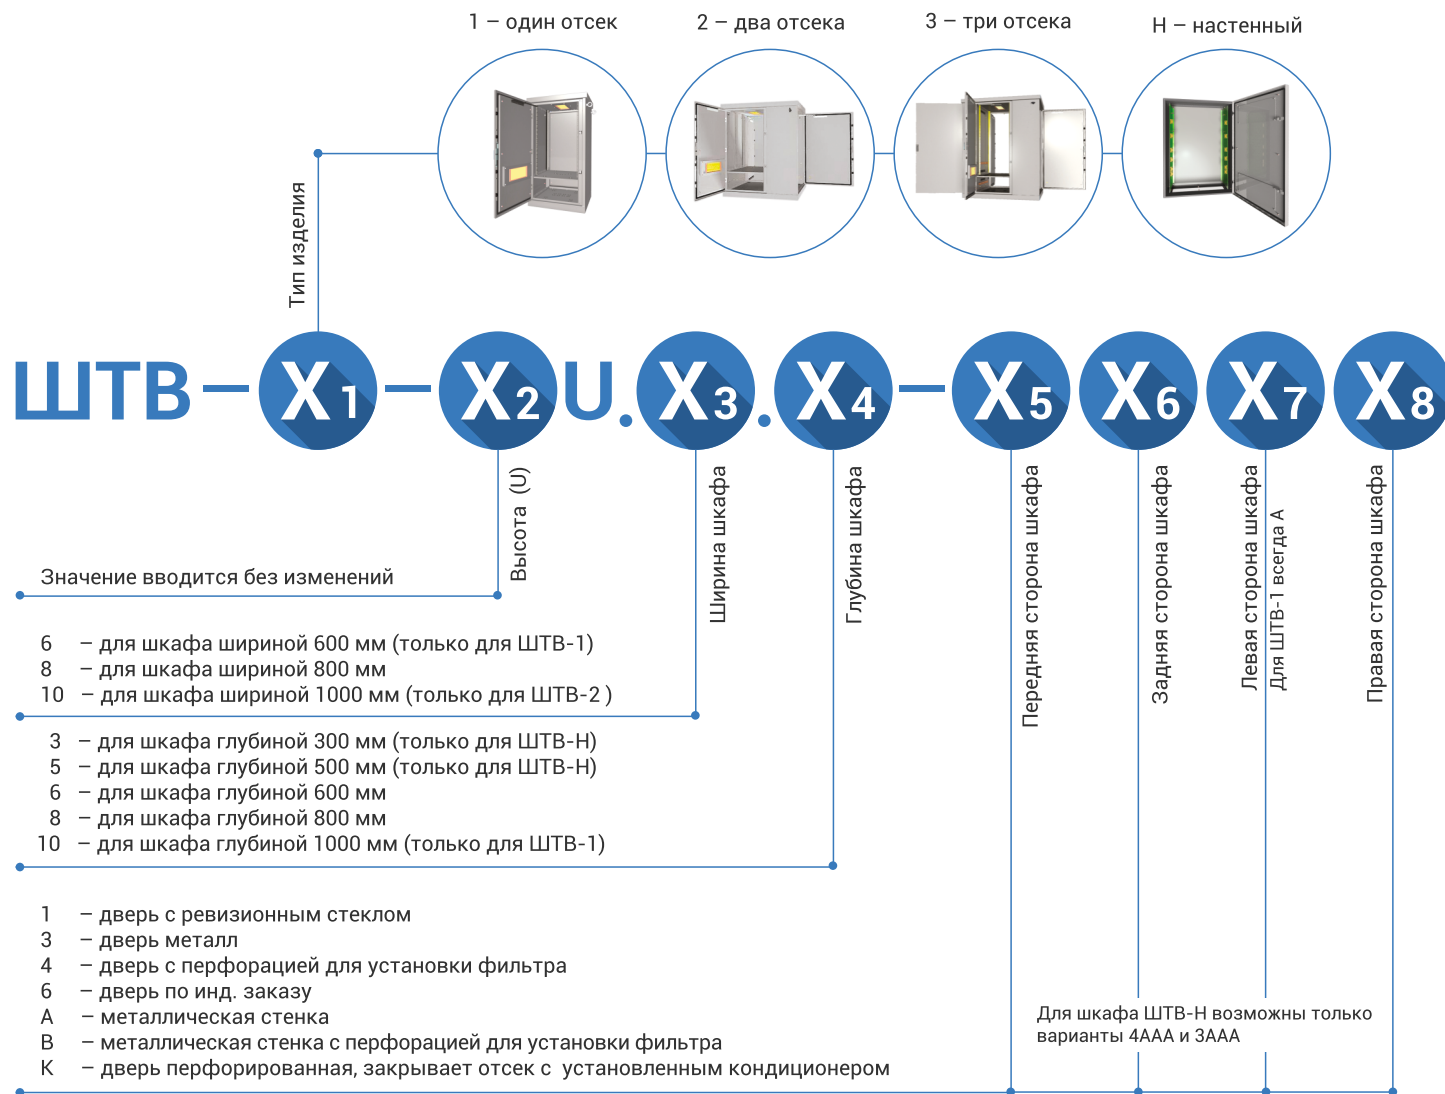 1 – один отсек
2 – два отсека
3 – три отсека
Н – настенный
Тип изделия
ШТВ – X1 – X2 U. X3 . X4 – X5 X6 X7 X8
Высота (U)
Ширина шкафа
Глубина шкафа
Передняя сторона шкафа
Задняя сторона шкафа
Левая сторона шкафа
Для ШТВ-1 всегда А
Правая сторона шкафа
Значение вводится без изменений
6 – для шкафа шириной 600 мм (только для ШТВ-1)
8 – для шкафа шириной 800 мм
10 – для шкафа шириной 1000 мм (только для ШТВ-2 )
3 – для шкафа глубиной 300 мм (только для ШТВ-Н)
5 – для шкафа глубиной 500 мм (только для ШТВ-Н)
6 – для шкафа глубиной 600 мм
8 – для шкафа глубиной 800 мм
10 – для шкафа глубиной 1000 мм (только для ШТВ-1)
1 – дверь с ревизионным стеклом
3 – дверь металл
4 – дверь с перфорацией для установки фильтра
6 – дверь по инд. заказу
А – металлическая стенка
В – металлическая стенка с перфорацией для установки фильтра
К – дверь перфорированная, закрывает отсек с установленным кондиционером
Для шкафа ШТВ-Н возможны только
варианты 4ААА и 3ААА